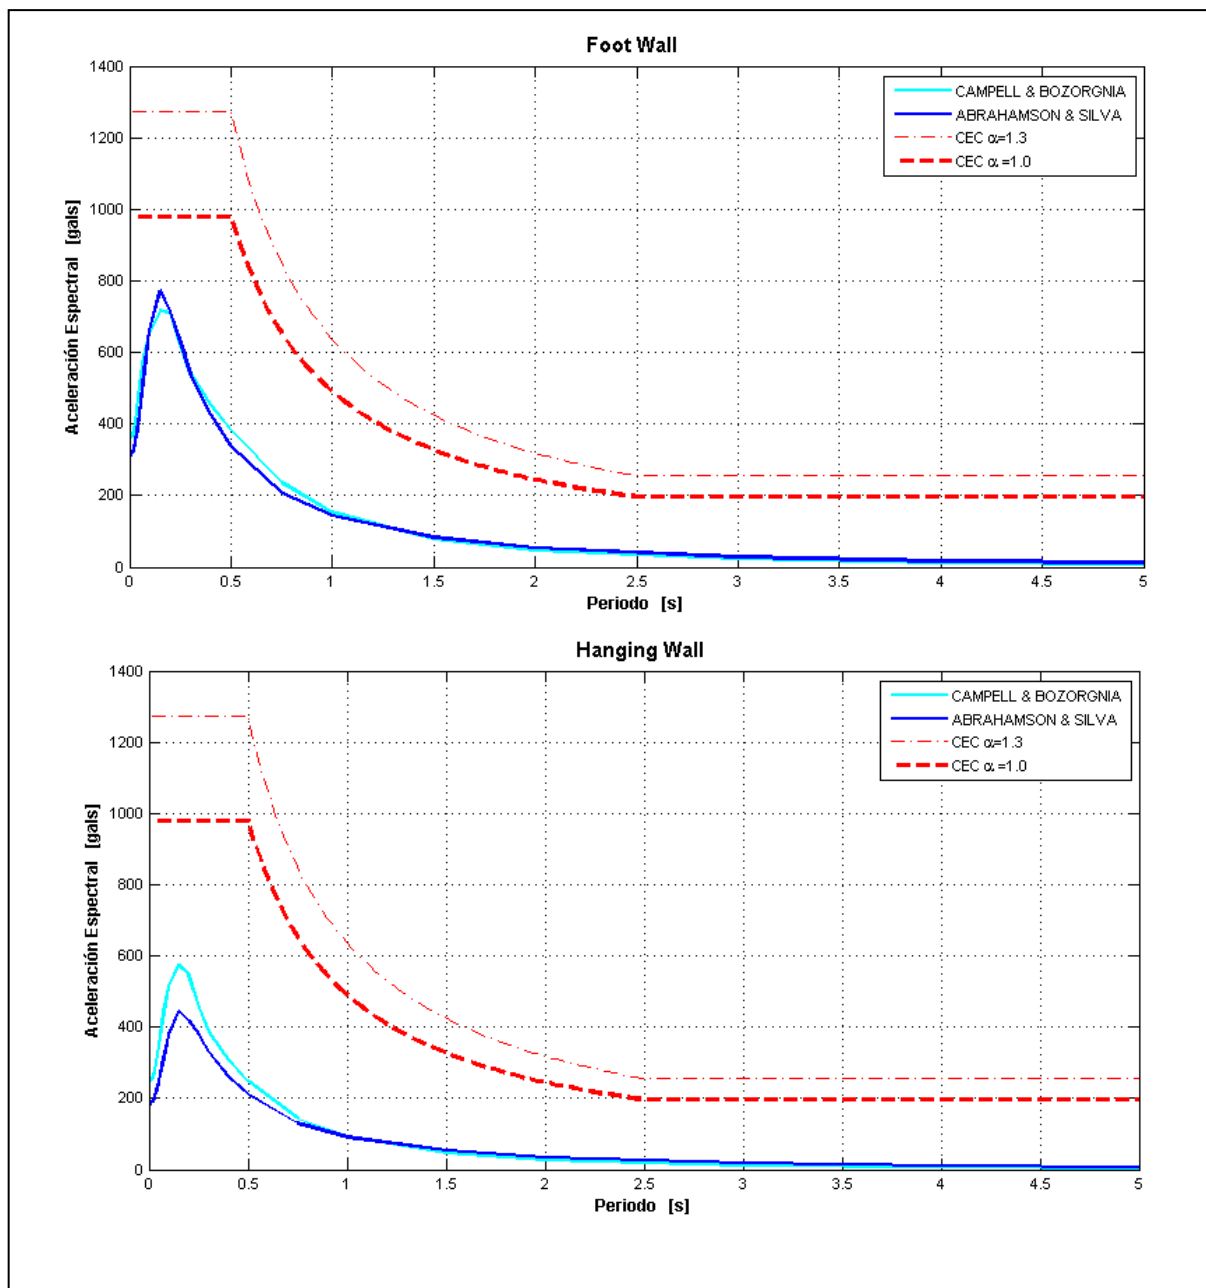 Foot Wall
1400
1200
1000
800
600
400
200
0
Aceleración Espectral [gals]
CAMPELL & BOZORGNIA
ABRAHAMSON & SILVA
CEC α=1.3
CEC α =1.0
0 0.5 1 1.5 2 2.5 3 3.5 4 4.5 5
Periodo [s]
Hanging Wall
1400
1200
1000
800
600
400
200
0
Aceleración Espectral [gals]
CAMPELL & BOZORGNIA
ABRAHAMSON & SILVA
CEC α=1.3
CEC α =1.0
0 0.5 1 1.5 2 2.5 3 3.5 4 4.5 5
Periodo [s]